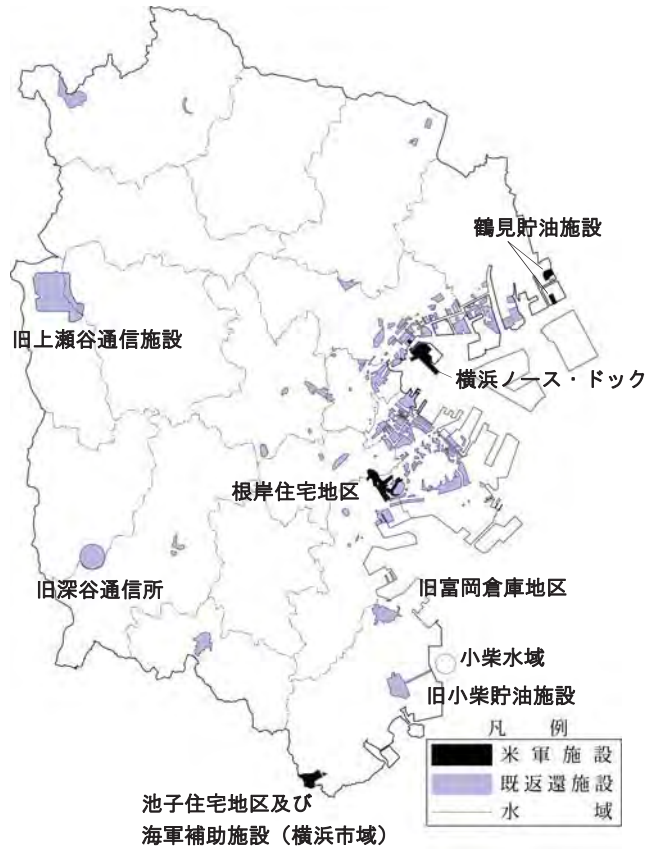 鶴見貯油施設
旧上瀬谷通信施設
横浜ノース・ドック
根岸住宅地区
旧深谷通信所
旧富岡倉庫地区
小柴水域
旧小柴貯油施設
池子住宅地区及び
海軍補助施設（横浜市域）
凡 例
米軍施設
既返還施設
水 域